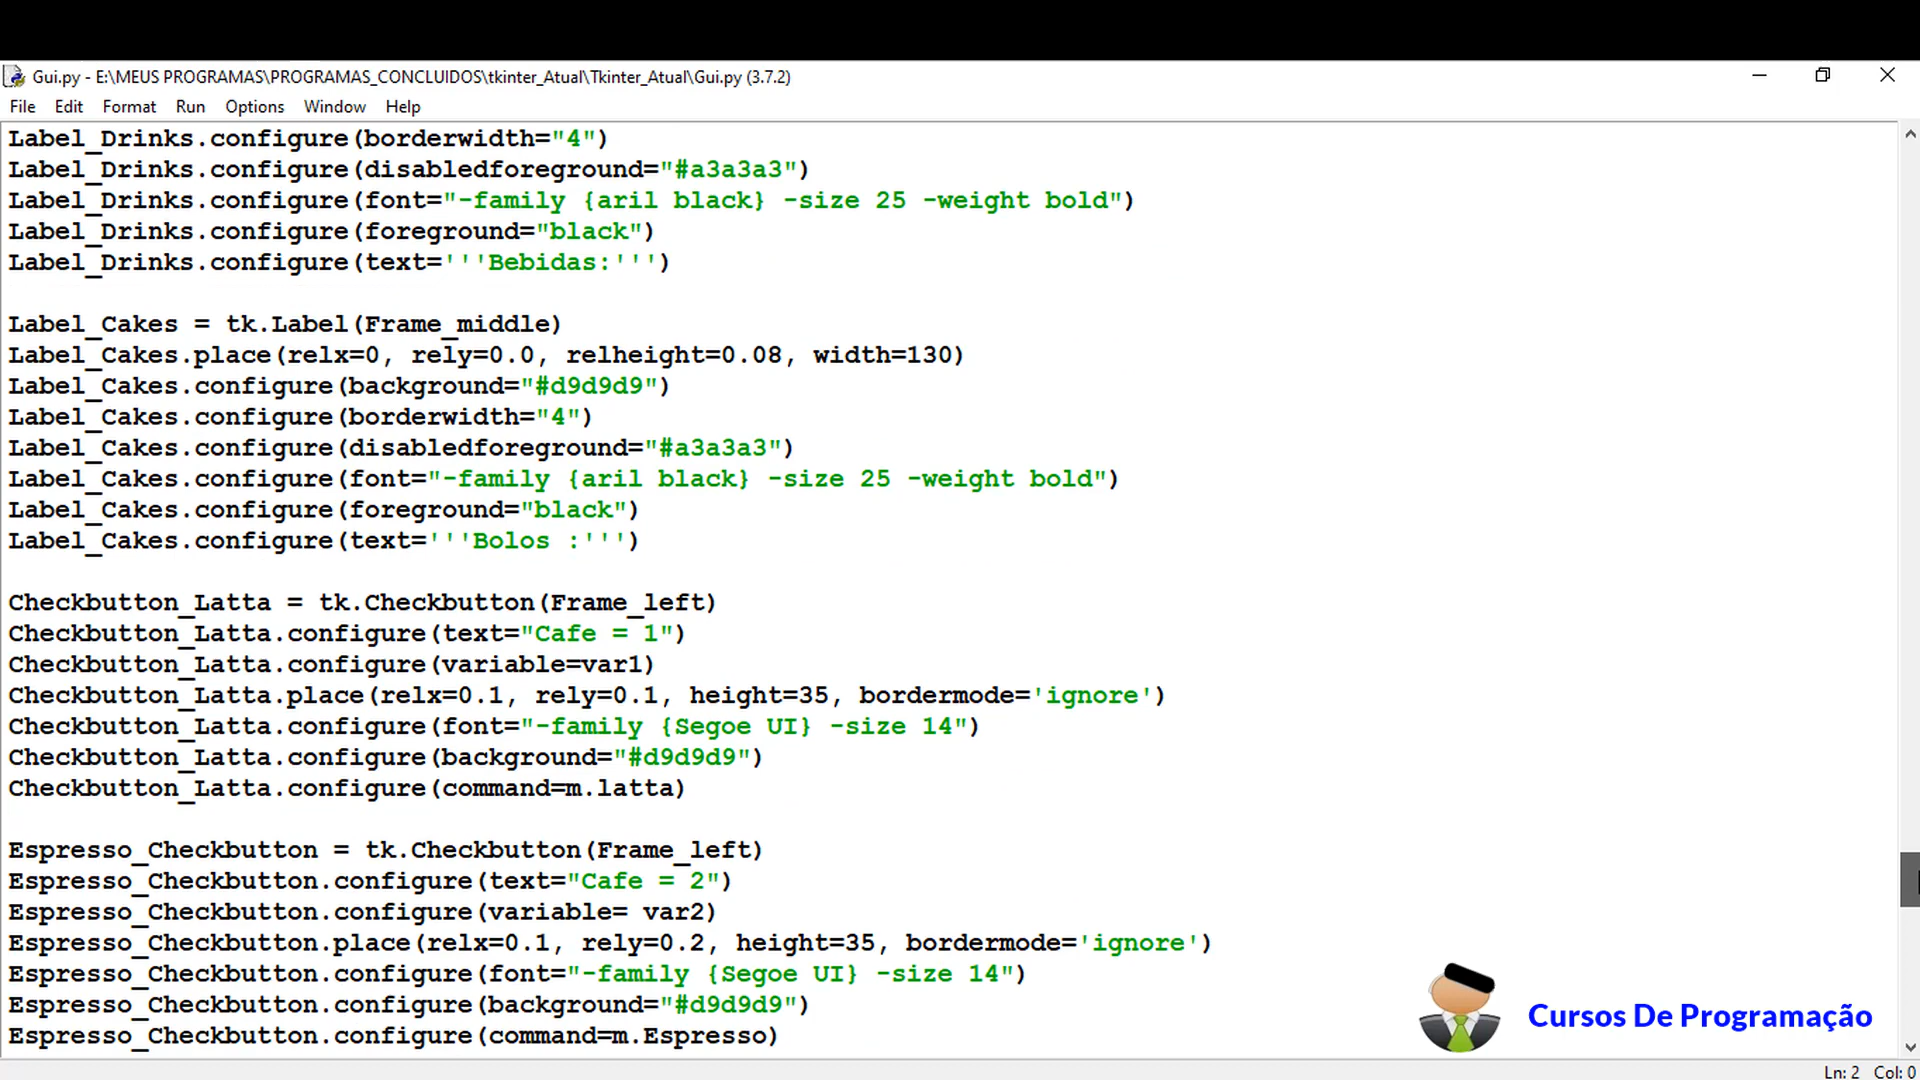 Gui.py - E:\MEUS PROGRAMAS\PROGRAMAS_CONCLUIDOS\tkinter_Atual\Tkinter_Atual\Gui.py (3.7.2)
File Edit Format Run Options Window Help
Label_Drinks.configure(borderwidth="4")
Label_Drinks.configure(disabledforeground="#a3a3a3")
Label_Drinks.configure(font="-family {aril black} -size 25 -weight bold")
Label_Drinks.configure(foreground="black")
Label_Drinks.configure(text='''Bebidas:''')
Label_Cakes = tk.Label(Frame_middle)
Label_Cakes.place(relx=0, rely=0.0, relheight=0.08, width=130)
Label_Cakes.configure(background="#d9d9d9")
Label_Cakes.configure(borderwidth="4")
Label_Cakes.configure(disabledforeground="#a3a3a3")
Label_Cakes.configure(font="-family {aril black} -size 25 -weight bold")
Label_Cakes.configure(foreground="black")
Label_Cakes.configure(text='''Bolos :''')
Checkbutton_Latta = tk.Checkbutton(Frame_left)
Checkbutton_Latta.configure(text="Cafe = 1")
Checkbutton_Latta.configure(variable=var1)
Checkbutton_Latta.place(relx=0.1, rely=0.1, height=35, bordermode='ignore')
Checkbutton_Latta.configure(font="-family {Segoe UI} -size 14")
Checkbutton_Latta.configure(background="#d9d9d9")
Checkbutton_Latta.configure(command=m.latta)
Espresso_Checkbutton = tk.Checkbutton(Frame_left)
Espresso_Checkbutton.configure(text="Cafe = 2")
Espresso_Checkbutton.configure(variable= var2)
Espresso_Checkbutton.place(relx=0.1, rely=0.2, height=35, bordermode='ignore')
Espresso_Checkbutton.configure(font="-family {Segoe UI} -size 14")
Espresso_Checkbutton.configure(background="#d9d9d9")
Espresso_Checkbutton.configure(command=m.Espresso)
Cursos De Programação
Ln: 2 Col: 0